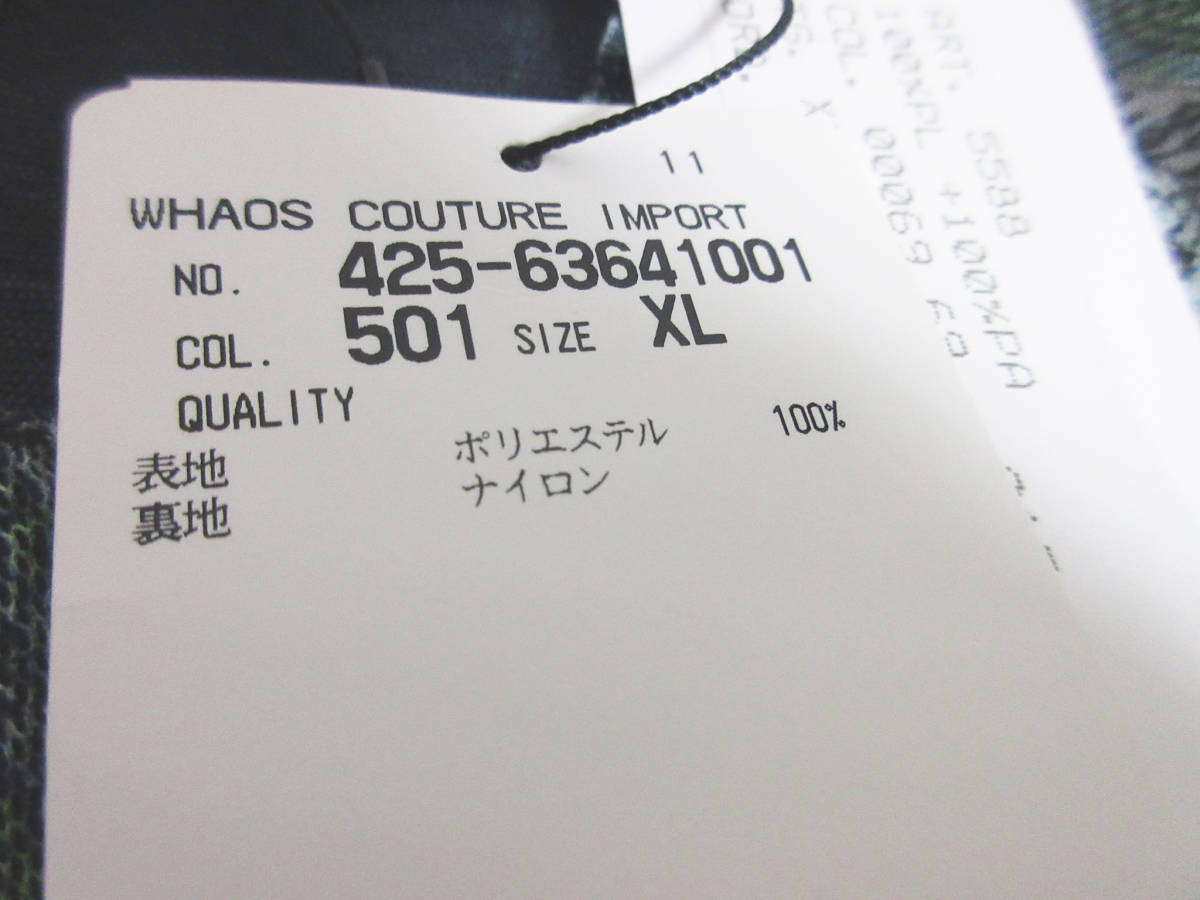 11
WHAOS COUTURE IMPORT
NO. 425-63641001
COL. 501 SIZE XL
QUALITY
表地 ポリエステル 100%
裏地 ナイロン
ART. 5588
100%PL +100%PA
COL. 00069 F0
X